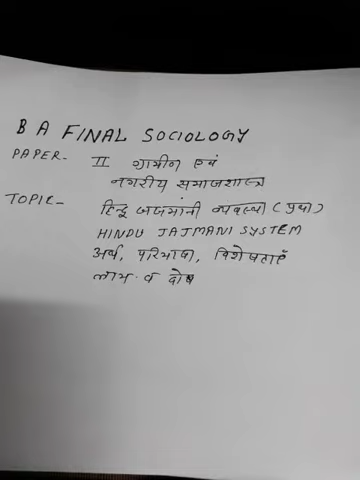 B A FINAL SOCIOLOGY
PAPER- II ग्रामीण एवं
नगरीय समाजशास्त्र
TOPIC- हिन्दू जजमानी व्यवस्था (प्रथा)
HINDU JAJMANI SYSTEM
अर्थ, परिभाषा, विशेषताएँ
लाभ व दोष